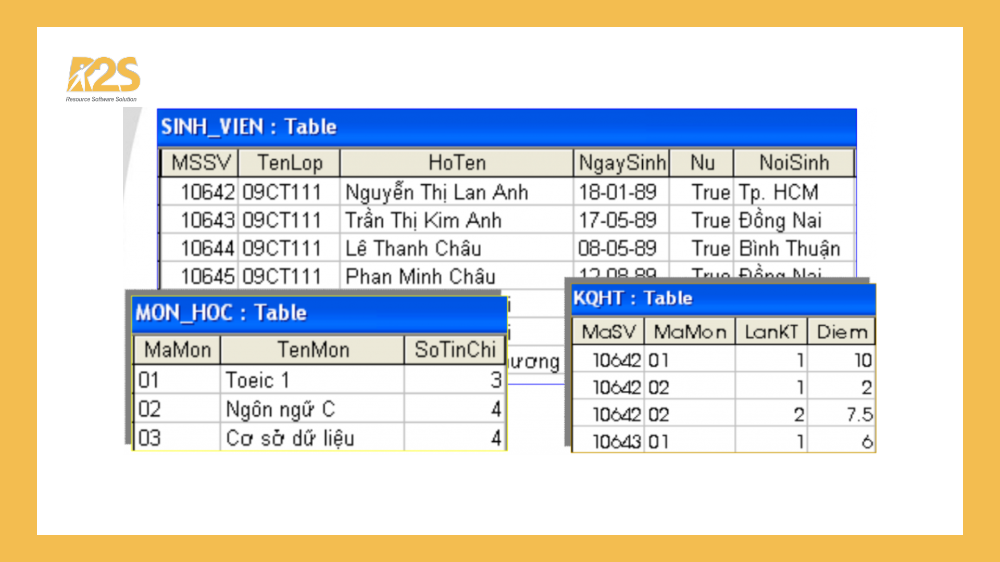 R2S
Resource Software Solution
SINH_VIEN : Table
MSSV TenLop HoTen NgaySinh Nu NoiSinh
10642 09CT111 Nguyễn Thị Lan Anh 18-01-89 True Tp. HCM
10643 09CT111 Trần Thị Kim Anh 17-05-89 True Đồng Nai
10644 09CT111 Lê Thanh Châu 08-05-89 True Bình Thuận
10645 09CT111 Phan Minh Châu 12-08-89 True Đồng Nai
MON_HOC : Table
MaMon TenMon SoTinChi
01 Toeic 1 3
02 Ngôn ngữ C 4
03 Cơ sở dữ liệu 4
KQHT : Table
MaSV MaMon LanKT Diem
10642 01 1 10
10642 02 1 2
10642 02 2 7.5
10643 01 1 6